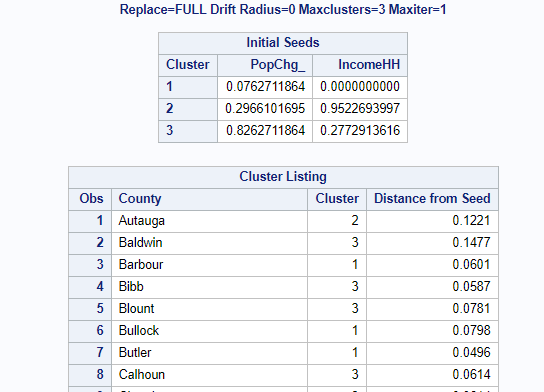 Replace=FULL Drift Radius=0 Maxclusters=3 Maxiter=1
Initial Seeds
Cluster PopChg_ IncomeHH
1 0.0762711864 0.0000000000
2 0.2966101695 0.9522693997
3 0.8262711864 0.2772913616
Cluster Listing
Obs County Cluster Distance from Seed
1 Autauga 2 0.1221
2 Baldwin 3 0.1477
3 Barbour 1 0.0601
4 Bibb 3 0.0587
5 Blount 3 0.0781
6 Bullock 1 0.0798
7 Butler 1 0.0496
8 Calhoun 3 0.0614